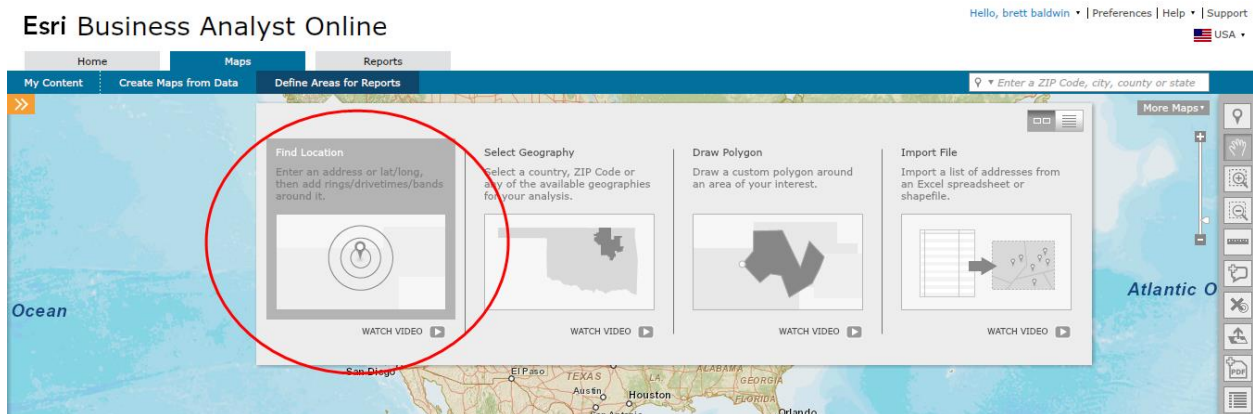 Hello, brett baldwin ▾ | Preferences | Help ▾ | Support
Esri Business Analyst Online
USA ▾
Home Maps Reports
My Content Create Maps from Data Define Areas for Reports
Enter a ZIP Code, city, county or state
More Maps ▾
Find Location
Enter an address or lat/long,
then add rings/drivetimes/bands
around it.
WATCH VIDEO
Select Geography
Select a country, ZIP Code or
any of the available geographies
for your analysis.
WATCH VIDEO
Draw Polygon
Draw a custom polygon around
an area of your interest.
WATCH VIDEO
Import File
Import a list of addresses from
an Excel spreadsheet or
shapefile.
WATCH VIDEO
Ocean
Atlantic O
PDF
San Diego
El Paso
TEXAS
LA.
ALABAMA
GEORGIA
Austin
Houston
FLORIDA
San Antonio
Orlando